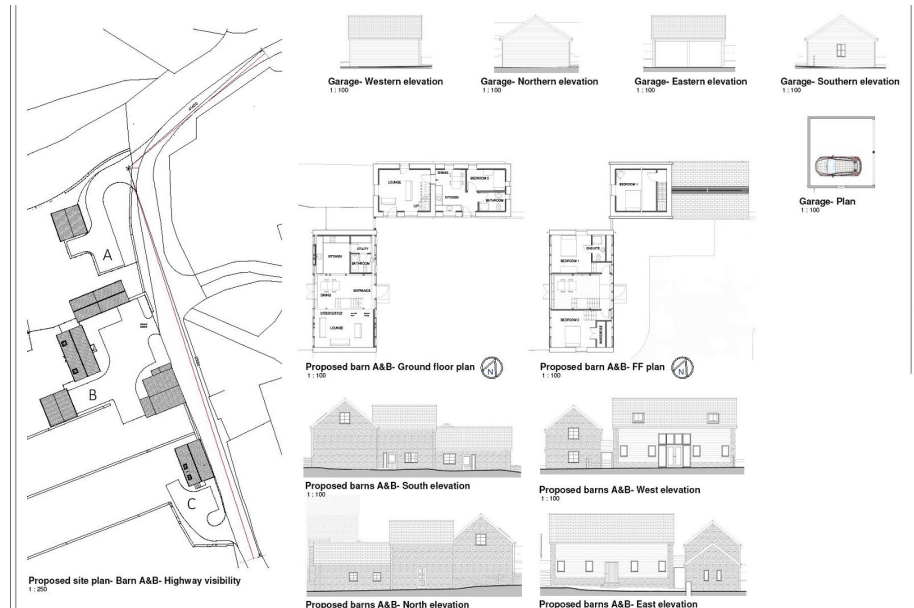 Garage- Western elevation
1 : 100
Garage- Northern elevation
1 : 100
Garage- Eastern elevation
1 : 100
Garage- Southern elevation
1 : 100
Garage- Plan
1 : 100
A
B
C
Proposed site plan- Barn A&B- Highway visibility
1 : 250
LOUNGE
DINING
BEDROOM 2
KITCHEN
BATHROOM
KITCHEN
UTILITY
BATHROOM
DINING
ENTRANCE
LOUNGE
Proposed barn A&B- Ground floor plan
1 : 100
N
BEDROOM 1
BEDROOM 1
ENSUITE
BEDROOM 2
WARDROBE
Proposed barn A&B- FF plan
1 : 100
N
Proposed barns A&B- South elevation
1 : 100
Proposed barns A&B- West elevation
1 : 100
Proposed barns A&B- North elevation
Proposed barns A&B- East elevation